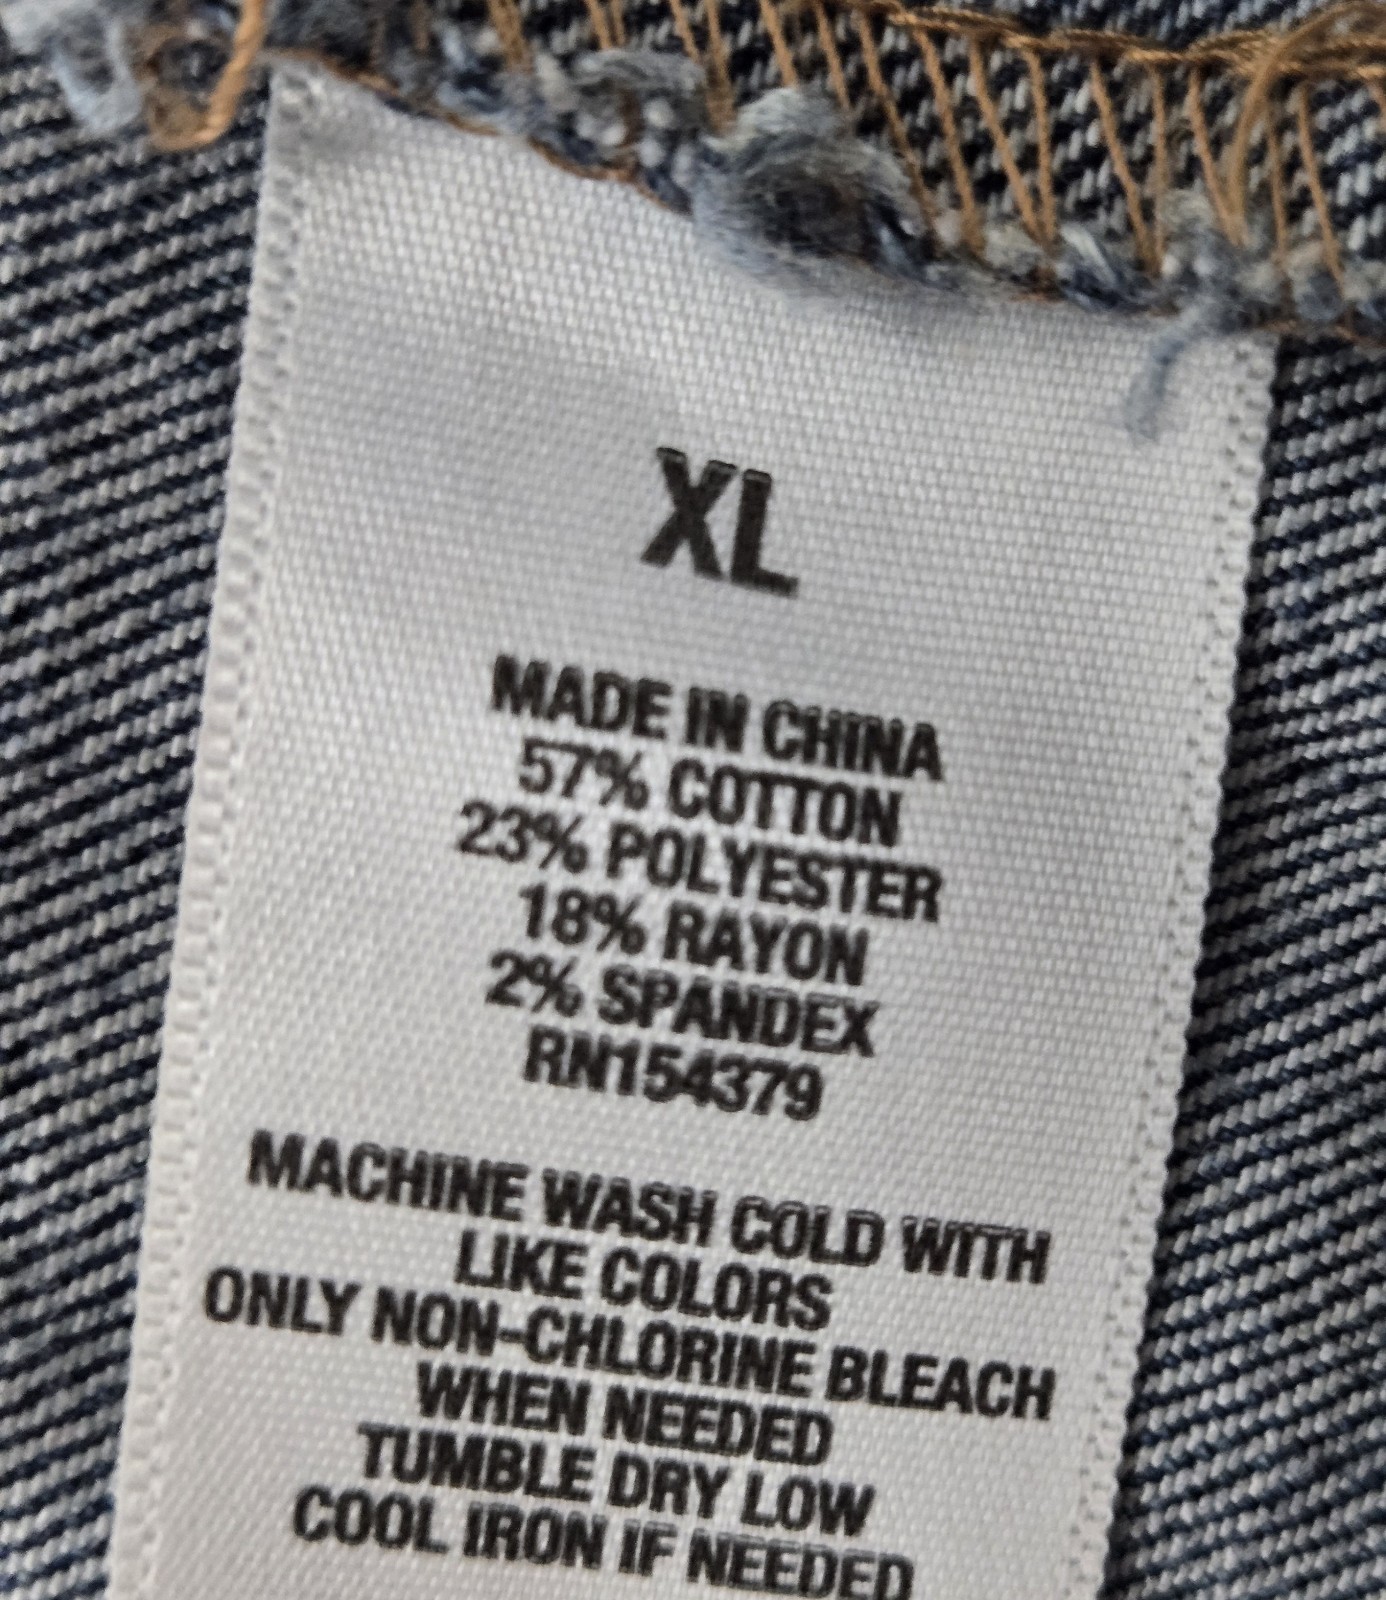 XL
MADE IN CHINA
57% COTTON
23% POLYESTER
18% RAYON
2% SPANDEX
RN154379
MACHINE WASH COLD WITH
LIKE COLORS
ONLY NON-CHLORINE BLEACH
WHEN NEEDED
TUMBLE DRY LOW
COOL IRON IF NEEDED